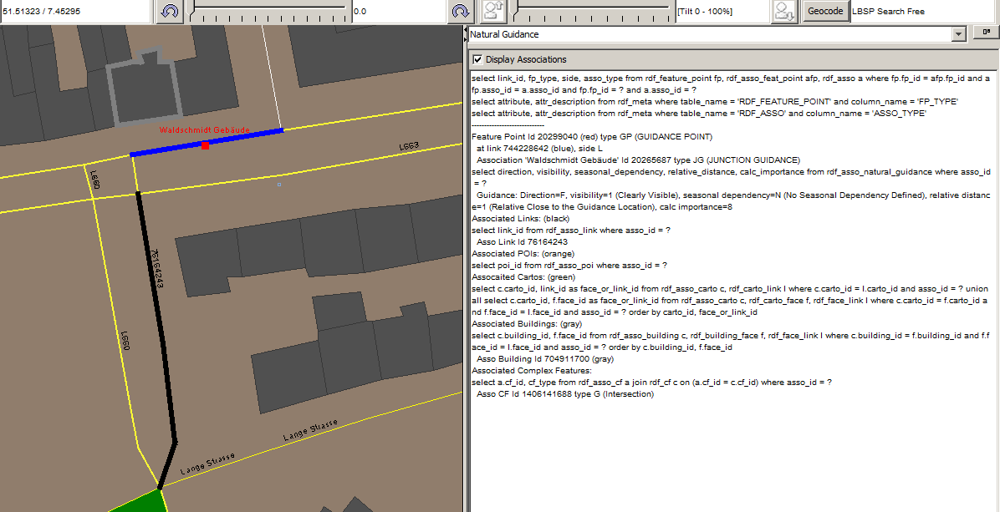 51.51323 / 7.45295
0.0
[Tilt 0 - 100%]
Geocode
LBSP Search Free
Natural Guidance
Display Associations
select link_id, fp_type, side, asso_type from rdf_feature_point fp, rdf_asso_feat_point afp, rdf_asso a where fp.fp_id = afp.fp_id and a
fp.asso_id = a.asso_id and fp.fp_id = ? and a.asso_id = ?
select attribute, attr_description from rdf_meta where table_name = 'RDF_FEATURE_POINT' and column_name = 'FP_TYPE'
select attribute, attr_description from rdf_meta where table_name = 'RDF_ASSO' and column_name = 'ASSO_TYPE'
-----------------------------
Feature Point Id 20299040 (red) type GP (GUIDANCE POINT)
at link 744228642 (blue), side L
Association 'Waldschmidt Gebäude' Id 20265687 type JG (JUNCTION GUIDANCE)
select direction, visibility, seasonal_dependency, relative_distance, calc_importance from rdf_asso_natural_guidance where asso_id
= ?
Guidance: Direction=F, visibility=1 (Clearly Visible), seasonal dependency=N (No Seasonal Dependency Defined), relative distanc
e=1 (Relative Close to the Guidance Location), calc importance=8
Associated Links: (black)
select link_id from rdf_asso_link where asso_id = ?
Asso Link Id 76164243
Associated POIs: (orange)
select poi_id from rdf_asso_poi where asso_id = ?
Assocaited Cartos: (green)
select c.carto_id, link_id as face_or_link_id from rdf_asso_carto c, rdf_carto_link l where c.carto_id = l.carto_id and asso_id = ? union
all select c.carto_id, f.face_id as face_or_link_id from rdf_asso_carto c, rdf_carto_face f, rdf_face_link l where c.carto_id = f.carto_id a
nd f.face_id = l.face_id and asso_id = ? order by carto_id, face_or_link_id
Associated Buildings: (gray)
select c.building_id, f.face_id from rdf_asso_building c, rdf_building_face f, rdf_face_link l where c.building_id = f.building_id and f.f
ace_id = l.face_id and asso_id = ? order by c.building_id, f.face_id
Asso Building Id 704911700 (gray)
Associated Complex Features:
select a.cf_id, cf_type from rdf_asso_cf a join rdf_cf c on (a.cf_id = c.cf_id) where asso_id = ?
Asso CF Id 1406141688 type G (Intersection)
Waldschmidt Gebäude
L663
L660
76164243
L660
Lange Strasse
Lange Strasse